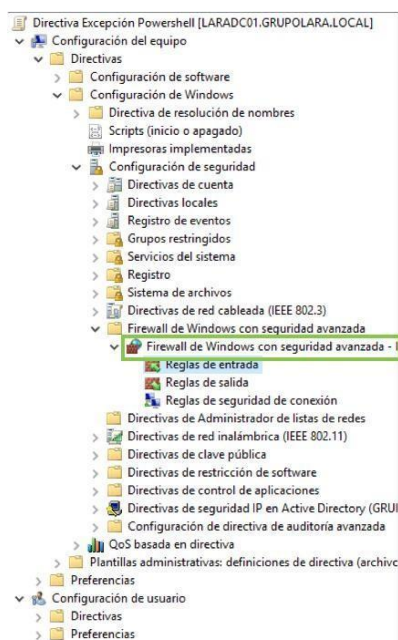 Directiva Excepción Powershell [LARADC01.GRUPOLARA.LOCAL]
Configuración del equipo
Directivas
Configuración de software
Configuración de Windows
Directiva de resolución de nombres
Scripts (inicio o apagado)
Impresoras implementadas
Configuración de seguridad
Directivas de cuenta
Directivas locales
Registro de eventos
Grupos restringidos
Servicios del sistema
Registro
Sistema de archivos
Directivas de red cableada (IEEE 802.3)
Firewall de Windows con seguridad avanzada
Firewall de Windows con seguridad avanzada -
Reglas de entrada
Reglas de salida
Reglas de seguridad de conexión
Directivas de Administrador de listas de redes
Directivas de red inalámbrica (IEEE 802.11)
Directivas de clave pública
Directivas de restricción de software
Directivas de control de aplicaciones
Directivas de seguridad IP en Active Directory (GRU
Configuración de directiva de auditoría avanzada
QoS basada en directiva
Plantillas administrativas: definiciones de directiva (archivo
Preferencias
Configuración de usuario
Directivas
Preferencias